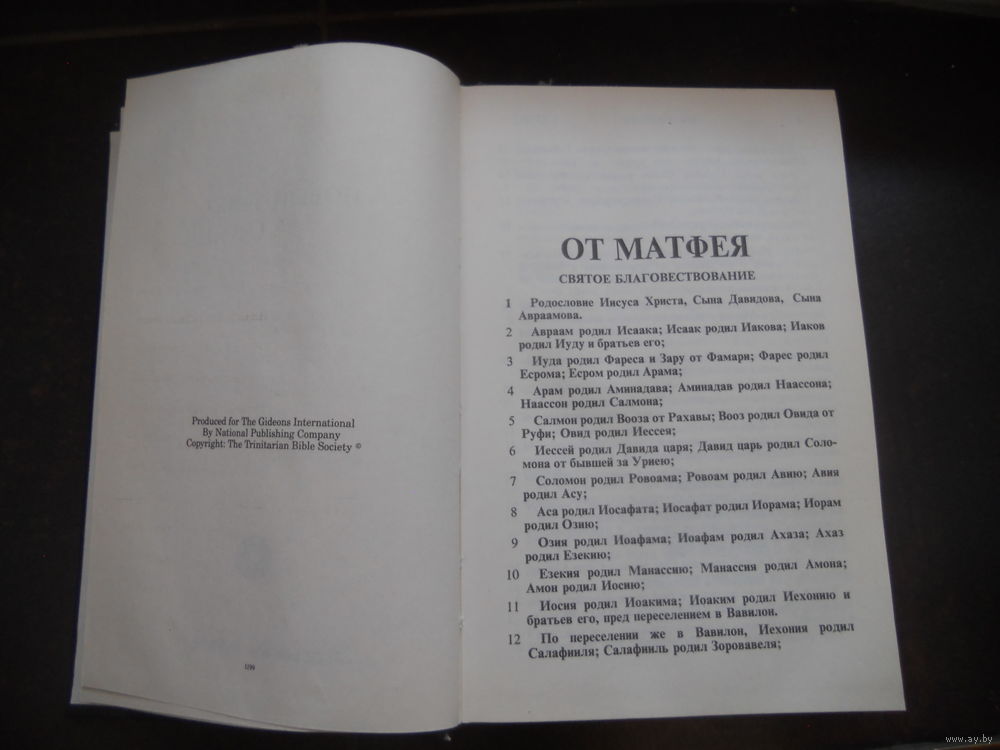 Produced for The Gideons International
By National Publishing Company
Copyright: The Trinitarian Bible Society ©
ОТ МАТФЕЯ
СВЯТОЕ БЛАГОВЕСТВОВАНИЕ
1 Родословие Иисуса Христа, Сына Давидова, Сына
Авраамова.
2 Авраам родил Исаака; Исаак родил Иакова; Иаков
родил Иуду и братьев его;
3 Иуда родил Фареса и Зару от Фамари; Фарес родил
Есрома; Есром родил Арама;
4 Арам родил Аминадава; Аминадав родил Наассона;
Наассон родил Салмона;
5 Салмон родил Вооза от Рахавы; Вооз родил Овида от
Руфи; Овид родил Иессея;
6 Иессей родил Давида царя; Давид царь родил Соло-
мона от бывшей за Уриею;
7 Соломон родил Ровоама; Ровоам родил Авию; Авия
родил Асу;
8 Аса родил Иосафата; Иосафат родил Иорама; Иорам
родил Озию;
9 Озия родил Иоафама; Иоафам родил Ахаза; Ахаз
родил Езекию;
10 Езекия родил Манассию; Манассия родил Амона;
Амон родил Иосию;
11 Иосия родил Иоакима; Иоаким родил Иехонию и
братьев его, пред переселением в Вавилон.
12 По переселении же в Вавилон, Иехония родил
Салафииля; Салафииль родил Зоровавеля;
www.ay.by